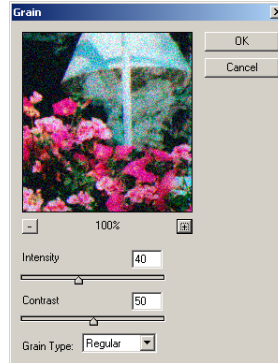 Grain
OK
Cancel
- 100% +
Intensity 40
Contrast 50
Grain Type: Regular